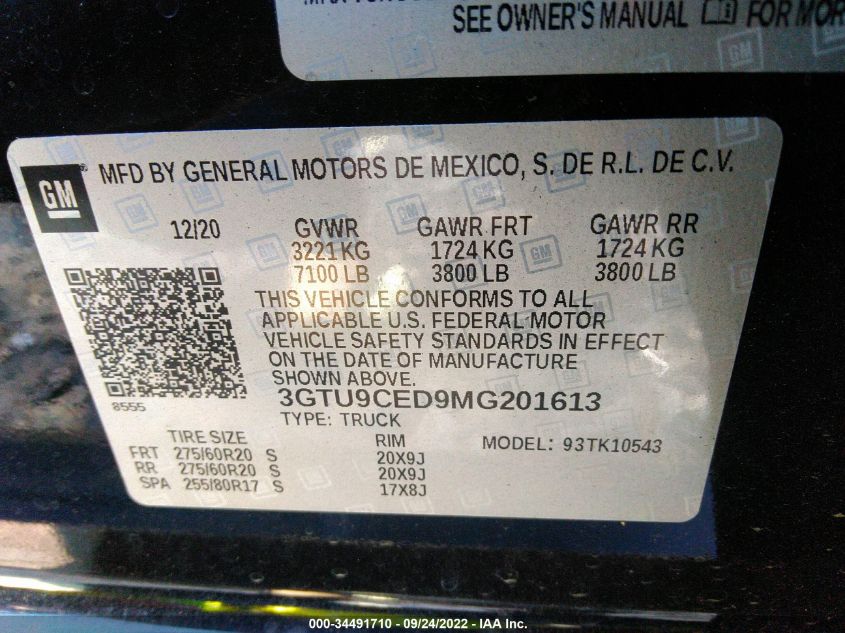 SEE OWNER'S MANUAL FOR MOR
GM
MFD BY GENERAL MOTORS DE MEXICO, S. DE R.L. DE C.V.
12/20 GVWR GAWR FRT GAWR RR
3221 KG 1724 KG 1724 KG
7100 LB 3800 LB 3800 LB
THIS VEHICLE CONFORMS TO ALL
APPLICABLE U.S. FEDERAL MOTOR
VEHICLE SAFETY STANDARDS IN EFFECT
ON THE DATE OF MANUFACTURE
SHOWN ABOVE.
8555
3GTU9CED9MG201613
TYPE: TRUCK
TIRE SIZE RIM MODEL: 93TK10543
FRT 275/60R20 S 20X9J
RR 275/60R20 S 20X9J
SPA 255/80R17 S 17X8J
000-34491710 - 09/24/2022 - IAA Inc.